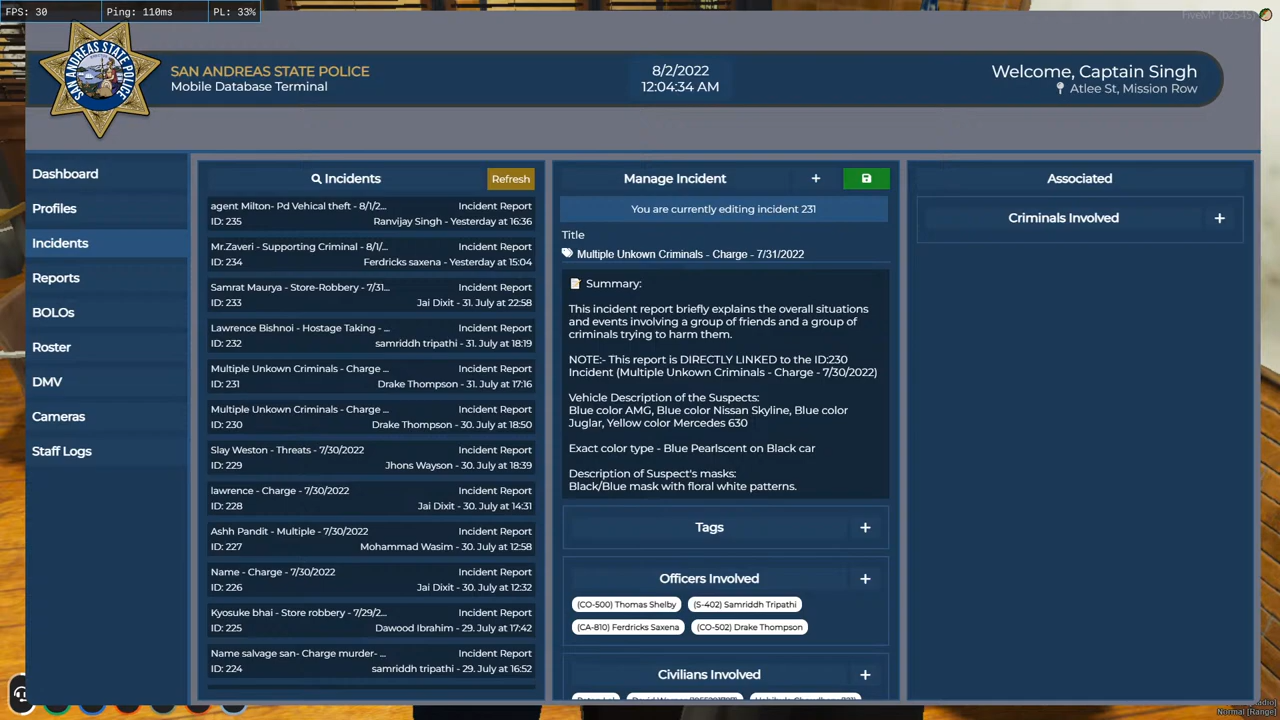 FPS: 30 Ping: 110ms PL: 33%
SAN ANDREAS STATE POLICE
SAN ANDREAS STATE POLICE
Mobile Database Terminal
8/2/2022
12:04:34 AM
Welcome, Captain Singh
Atlee St, Mission Row
Dashboard
Profiles
Incidents
Reports
BOLOs
Roster
DMV
Cameras
Staff Logs
Incidents
Refresh
agent Milton- Pd Vehical theft - 8/1/2... Incident Report
ID: 235 Ranvijay Singh - Yesterday at 16:36
Mr.Zaveri - Supporting Criminal - 8/1/... Incident Report
ID: 234 Ferdricks saxena - Yesterday at 15:04
Samrat Maurya - Store-Robbery - 7/31... Incident Report
ID: 233 Jai Dixit - 31. July at 22:58
Lawrence Bishnoi - Hostage Taking - ... Incident Report
ID: 232 samriddh tripathi - 31. July at 18:19
Multiple Unkown Criminals - Charge ... Incident Report
ID: 231 Drake Thompson - 31. July at 17:16
Multiple Unkown Criminals - Charge ... Incident Report
ID: 230 Drake Thompson - 30. July at 18:50
Slay Weston - Threats - 7/30/2022 Incident Report
ID: 229 Jhons Wayson - 30. July at 18:39
lawrence - Charge - 7/30/2022 Incident Report
ID: 228 Jai Dixit - 30. July at 14:31
Ashh Pandit - Multiple - 7/30/2022 Incident Report
ID: 227 Mohammad Wasim - 30. July at 12:58
Name - Charge - 7/30/2022 Incident Report
ID: 226 Jai Dixit - 30. July at 12:32
Kyosuke bhai - Store robbery - 7/29/2... Incident Report
ID: 225 Dawood Ibrahim - 29. July at 17:42
Name salvage san- Charge murder- ... Incident Report
ID: 224 samriddh tripathi - 29. July at 16:52
Manage Incident
You are currently editing incident 231
Title
Multiple Unkown Criminals - Charge - 7/31/2022
Summary:
This incident report briefly explains the overall situations
and events involving a group of friends and a group of
criminals trying to harm them.
NOTE:- This report is DIRECTLY LINKED to the ID:230
Incident (Multiple Unkown Criminals - Charge - 7/30/2022)
Vehicle Description of the Suspects:
Blue color AMG, Blue color Nissan Skyline, Blue color
Juglar, Yellow color Mercedes 630
Exact color type - Blue Pearlscent on Black car
Description of Suspect's masks:
Black/Blue mask with floral white patterns.
Tags
Officers Involved
(CO-500) Thomas Shelby (S-402) Samriddh Tripathi
(CA-810) Ferdricks Saxena (CO-502) Drake Thompson
Civilians Involved
Associated
Criminals Involved
Normal [Range]